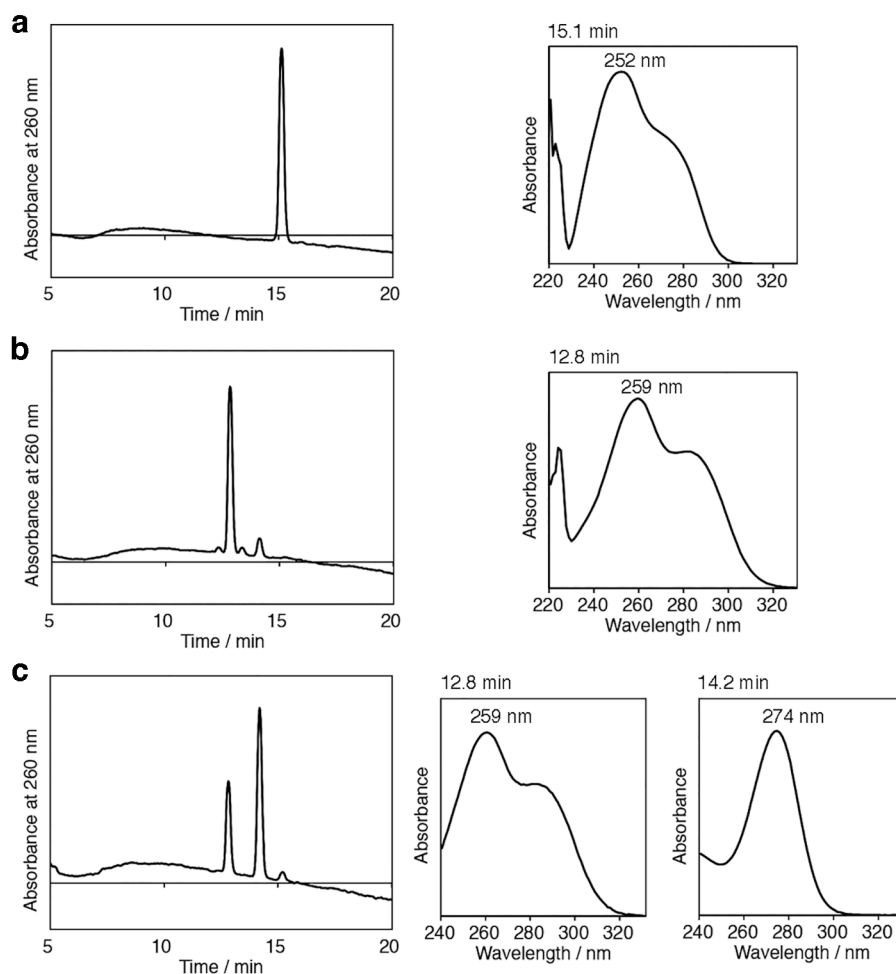 a
Absorbance at 260 nm
5 10 15 20
Time / min
15.1 min
252 nm
Absorbance
220 240 260 280 300 320
Wavelength / nm
b
Absorbance at 260 nm
5 10 15 20
Time / min
12.8 min
259 nm
Absorbance
220 240 260 280 300 320
Wavelength / nm
c
Absorbance at 260 nm
5 10 15 20
Time / min
12.8 min
259 nm
Absorbance
240 260 280 300 320
Wavelength / nm
14.2 min
274 nm
Absorbance
240 260 280 300 320
Wavelength / nm